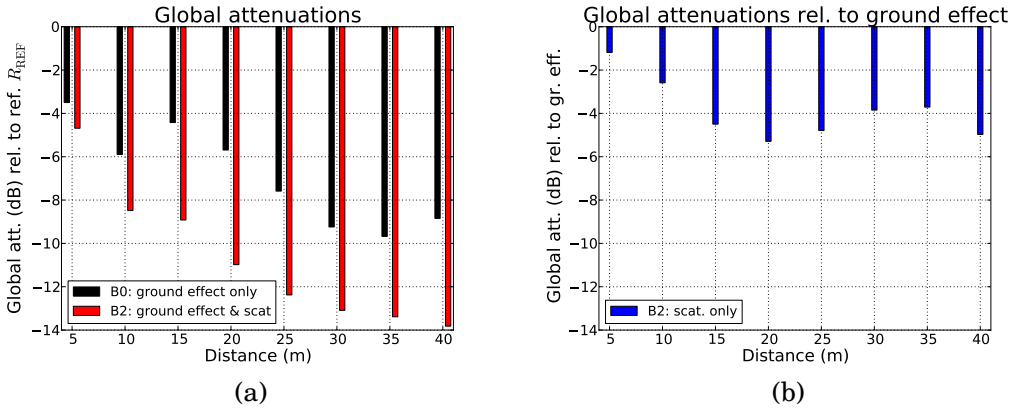 Global attenuations
Global att. (dB) rel. to ref. R_REF
0
−2
−4
−6
−8
−10
−12
−14
B0: ground effect only
B2: ground effect & scat
5 10 15 20 25 30 35 40
Distance (m)
(a)
Global attenuations rel. to ground effect
Global att. (dB) rel. to gr. eff.
0
−2
−4
−6
−8
−10
−12
−14
B2: scat. only
5 10 15 20 25 30 35 40
Distance (m)
(b)